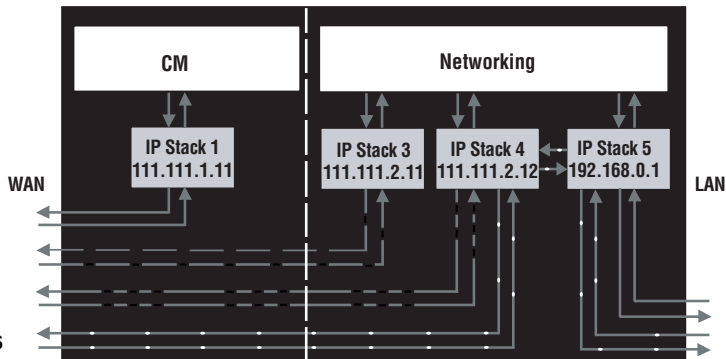 CM
Networking
IP Stack 1
111.111.1.11
IP Stack 3
111.111.2.11
IP Stack 4
111.111.2.12
IP Stack 5
192.168.0.1
WAN
LAN